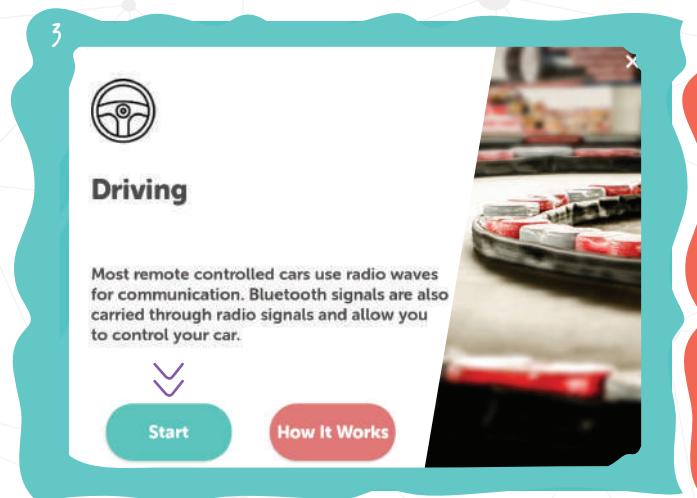 3
Driving
Most remote controlled cars use radio waves
for communication. Bluetooth signals are also
carried through radio signals and allow you
to control your car.
Start
How It Works